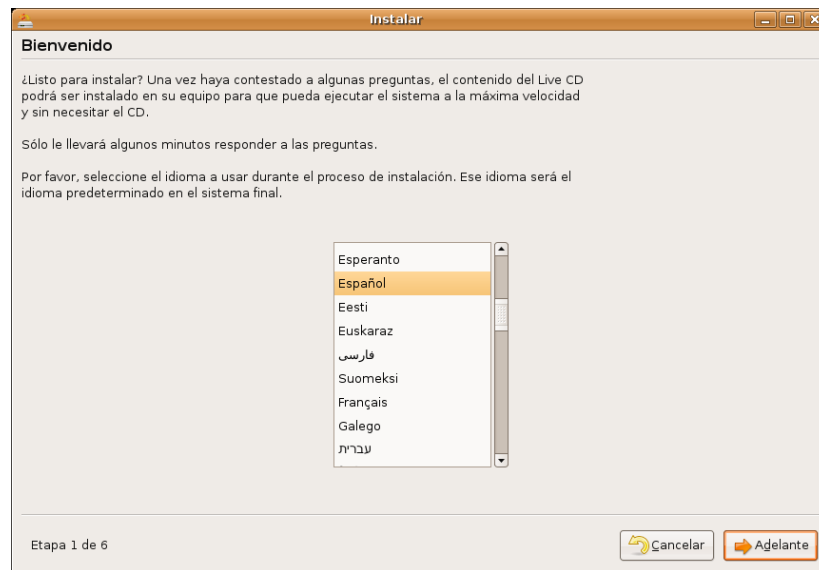 Instalar
Bienvenido
¿Listo para instalar? Una vez haya contestado a algunas preguntas, el contenido del Live CD
podrá ser instalado en su equipo para que pueda ejecutar el sistema a la máxima velocidad
y sin necesitar el CD.
Sólo le llevará algunos minutos responder a las preguntas.
Por favor, seleccione el idioma a usar durante el proceso de instalación. Ese idioma será el
idioma predeterminado en el sistema final.
Esperanto
Español
Eesti
Euskaraz
فارسی
Suomeksi
Français
Galego
עברית
Etapa 1 de 6
Cancelar
Adelante